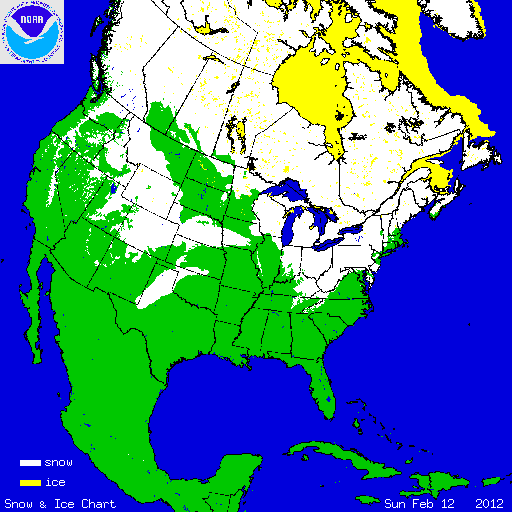 NOAA
snow
ice
Snow & Ice Chart
Sun Feb 12 2012